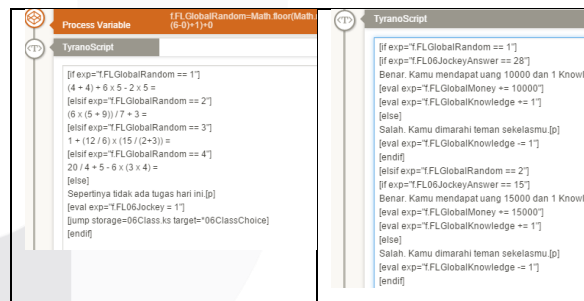 Process Variable
f.FLGlobalRandom=Math.floor(Math.
(6-0)+1)+0
TyranoScript
[if exp="f.FLGlobalRandom == 1"]
(4 + 4) + 6 x 5 - 2 x 5 =
[elsif exp="f.FLGlobalRandom == 2"]
(6 x (5 + 9)) / 7 + 3 =
[elsif exp="f.FLGlobalRandom == 3"]
1 + (12 / 6) x (15 / (2+3)) =
[elsif exp="f.FLGlobalRandom == 4"]
20 / 4 + 5 - 6 x (3 x 4) =
[else]
Sepertinya tidak ada tugas hari ini.[p]
[eval exp="f.FL06Jockey = 1"]
[jump storage=06Class.ks target=*06ClassChoice]
[endif]
TyranoScript
[if exp="f.FLGlobalRandom == 1"]
[if exp="f.FL06JockeyAnswer == 28"]
Benar. Kamu mendapat uang 10000 dan 1 Knowl
[eval exp="f.FLGlobalMoney += 10000"]
[eval exp="f.FLGlobalKnowledge += 1"]
[else]
Salah. Kamu dimarahi teman sekelasmu.[p]
[eval exp="f.FLGlobalKnowledge -= 1"]
[endif]
[elsif exp="f.FLGlobalRandom == 2"]
[if exp="f.FL06JockeyAnswer == 15"]
Benar. Kamu mendapat uang 15000 dan 1 Knowl
[eval exp="f.FLGlobalMoney += 15000"]
[eval exp="f.FLGlobalKnowledge += 1"]
[else]
Salah. Kamu dimarahi teman sekelasmu.[p]
[eval exp="f.FLGlobalKnowledge -= 1"]
[endif]